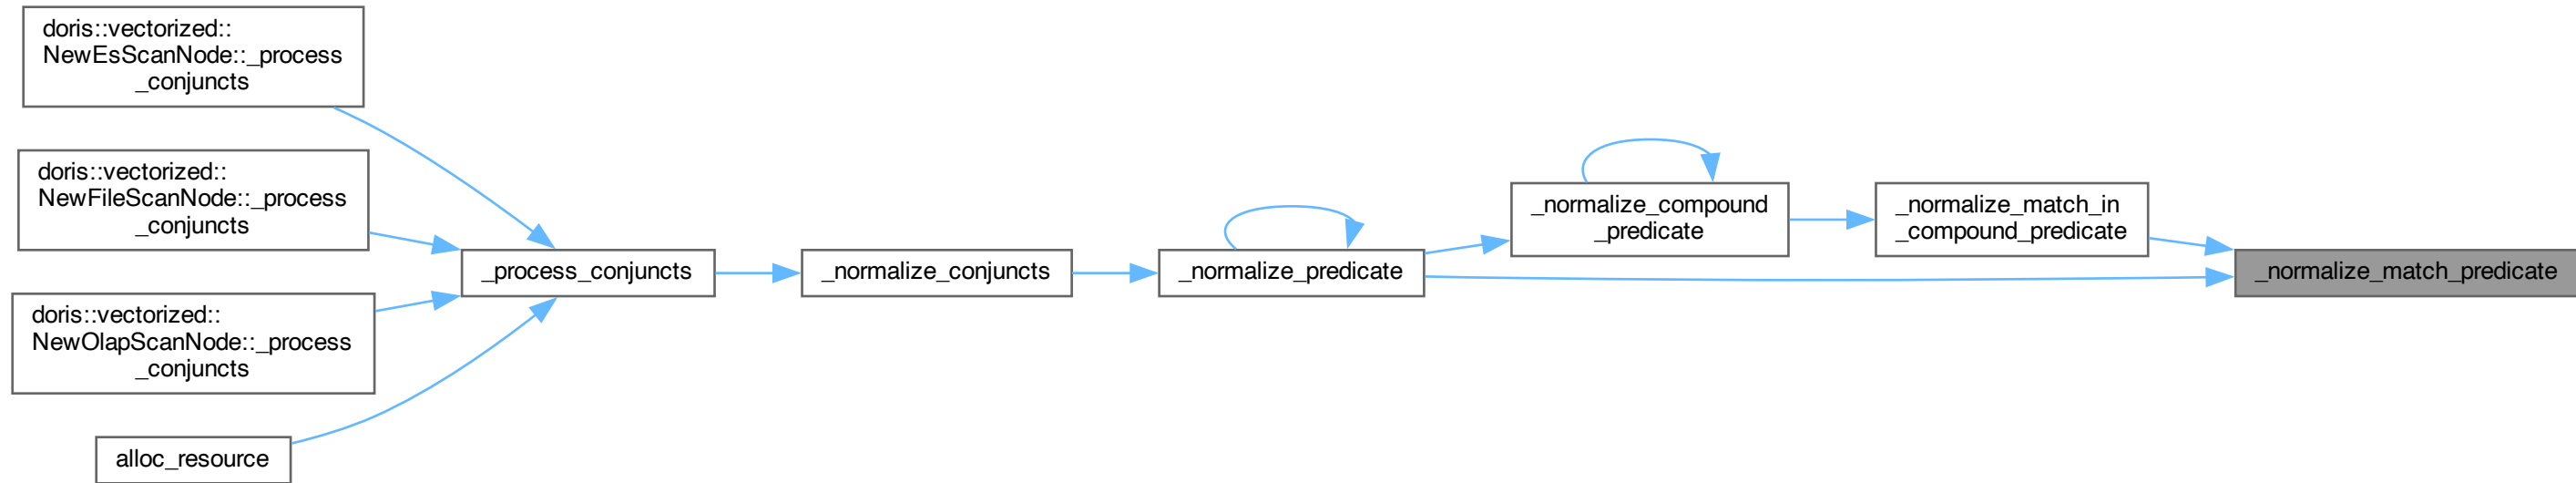 doris::vectorized::
NewEsScanNode::_process
_conjuncts
doris::vectorized::
NewFileScanNode::_process
_conjuncts
doris::vectorized::
NewOlapScanNode::_process
_conjuncts
alloc_resource
_process_conjuncts
_normalize_conjuncts
_normalize_predicate
_normalize_compound
_predicate
_normalize_match_in
_compound_predicate
_normalize_match_predicate